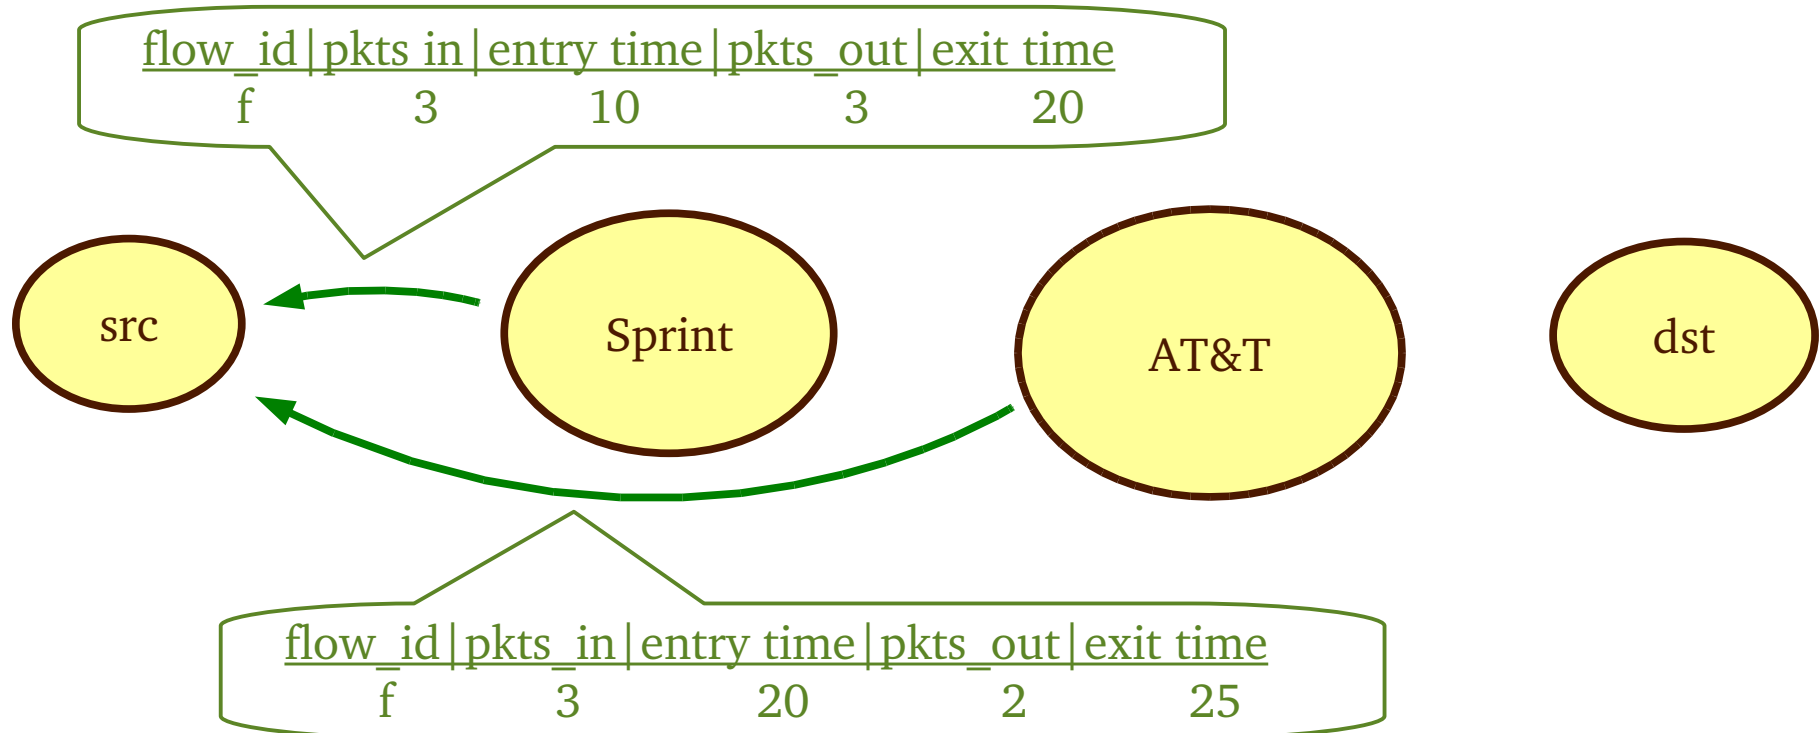 flow_id|pkts in|entry time|pkts_out|exit time
f 3 10 3 20
src
Sprint
AT&T
dst
flow_id|pkts_in|entry time|pkts_out|exit time
f 3 20 2 25